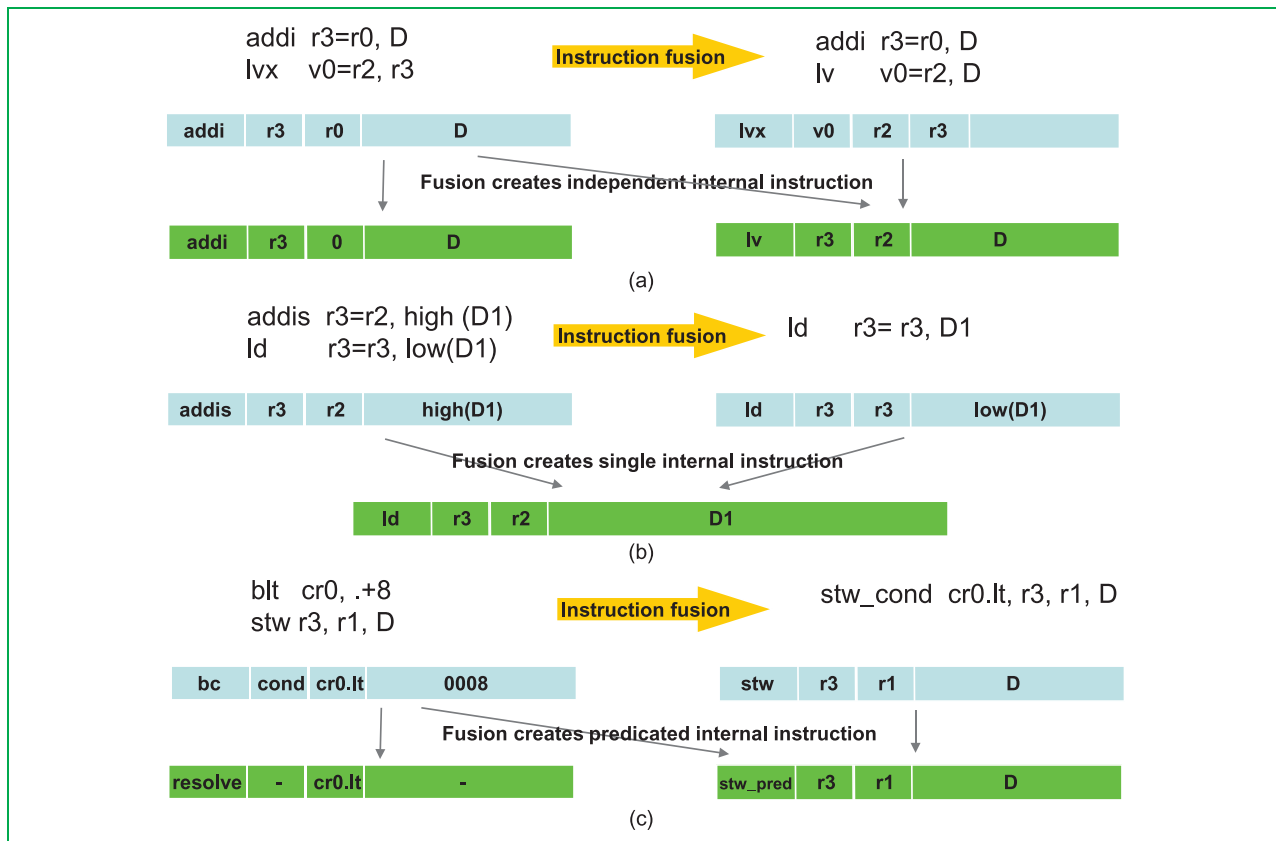 addi r3=r0, D
lvx v0=r2, r3
Instruction fusion
addi r3=r0, D
lv v0=r2, D
addi r3 r0 D
lvx v0 r2 r3
Fusion creates independent internal instruction
addi r3 0 D
lv r3 r2 D
(a)
addis r3=r2, high (D1)
ld r3=r3, low(D1)
Instruction fusion
ld r3= r3, D1
addis r3 r2 high(D1)
ld r3 r3 low(D1)
Fusion creates single internal instruction
ld r3 r2 D1
(b)
blt cr0, .+8
stw r3, r1, D
Instruction fusion
stw_cond cr0.lt, r3, r1, D
bc cond cr0.lt 0008
stw r3 r1 D
Fusion creates predicated internal instruction
resolve - cr0.lt -
stw_pred r3 r1 D
(c)